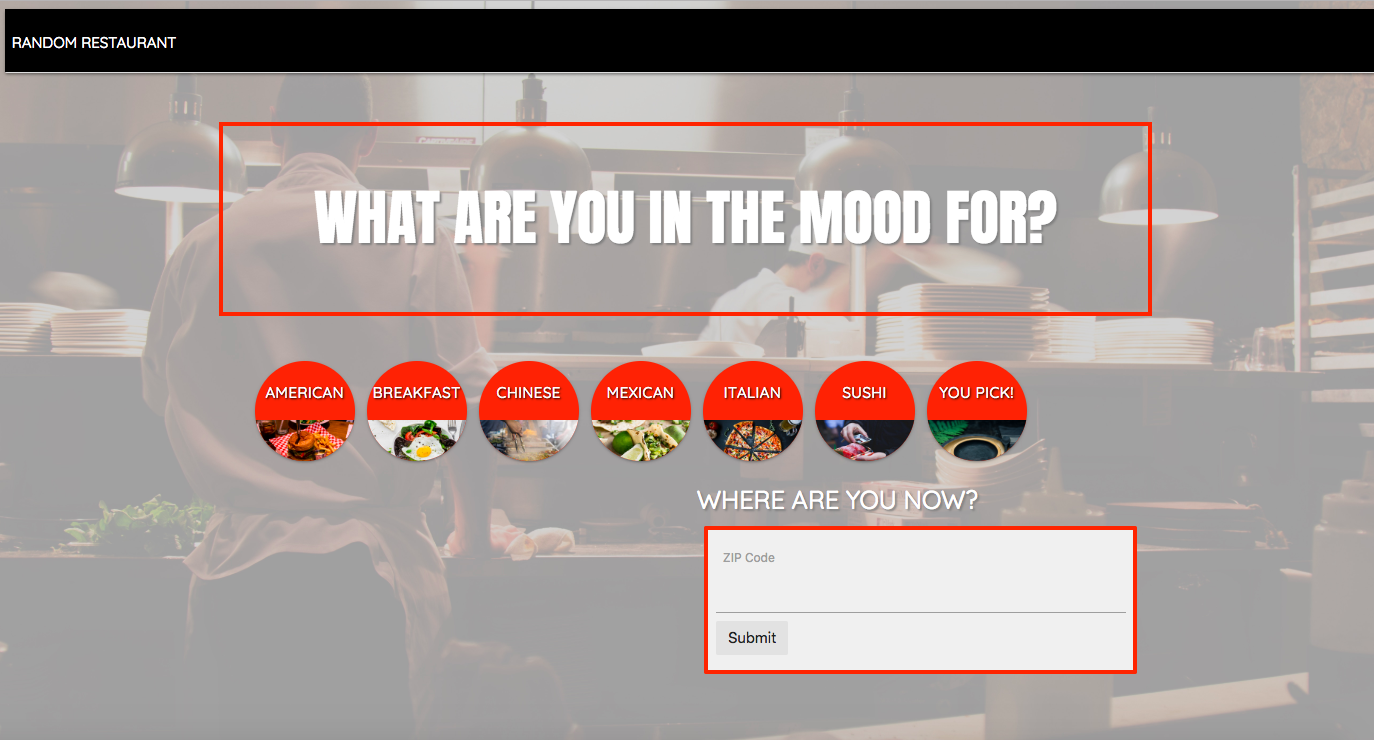 RANDOM RESTAURANT
WHAT ARE YOU IN THE MOOD FOR?
AMERICAN
BREAKFAST
CHINESE
MEXICAN
ITALIAN
SUSHI
YOU PICK!
WHERE ARE YOU NOW?
ZIP Code
Submit